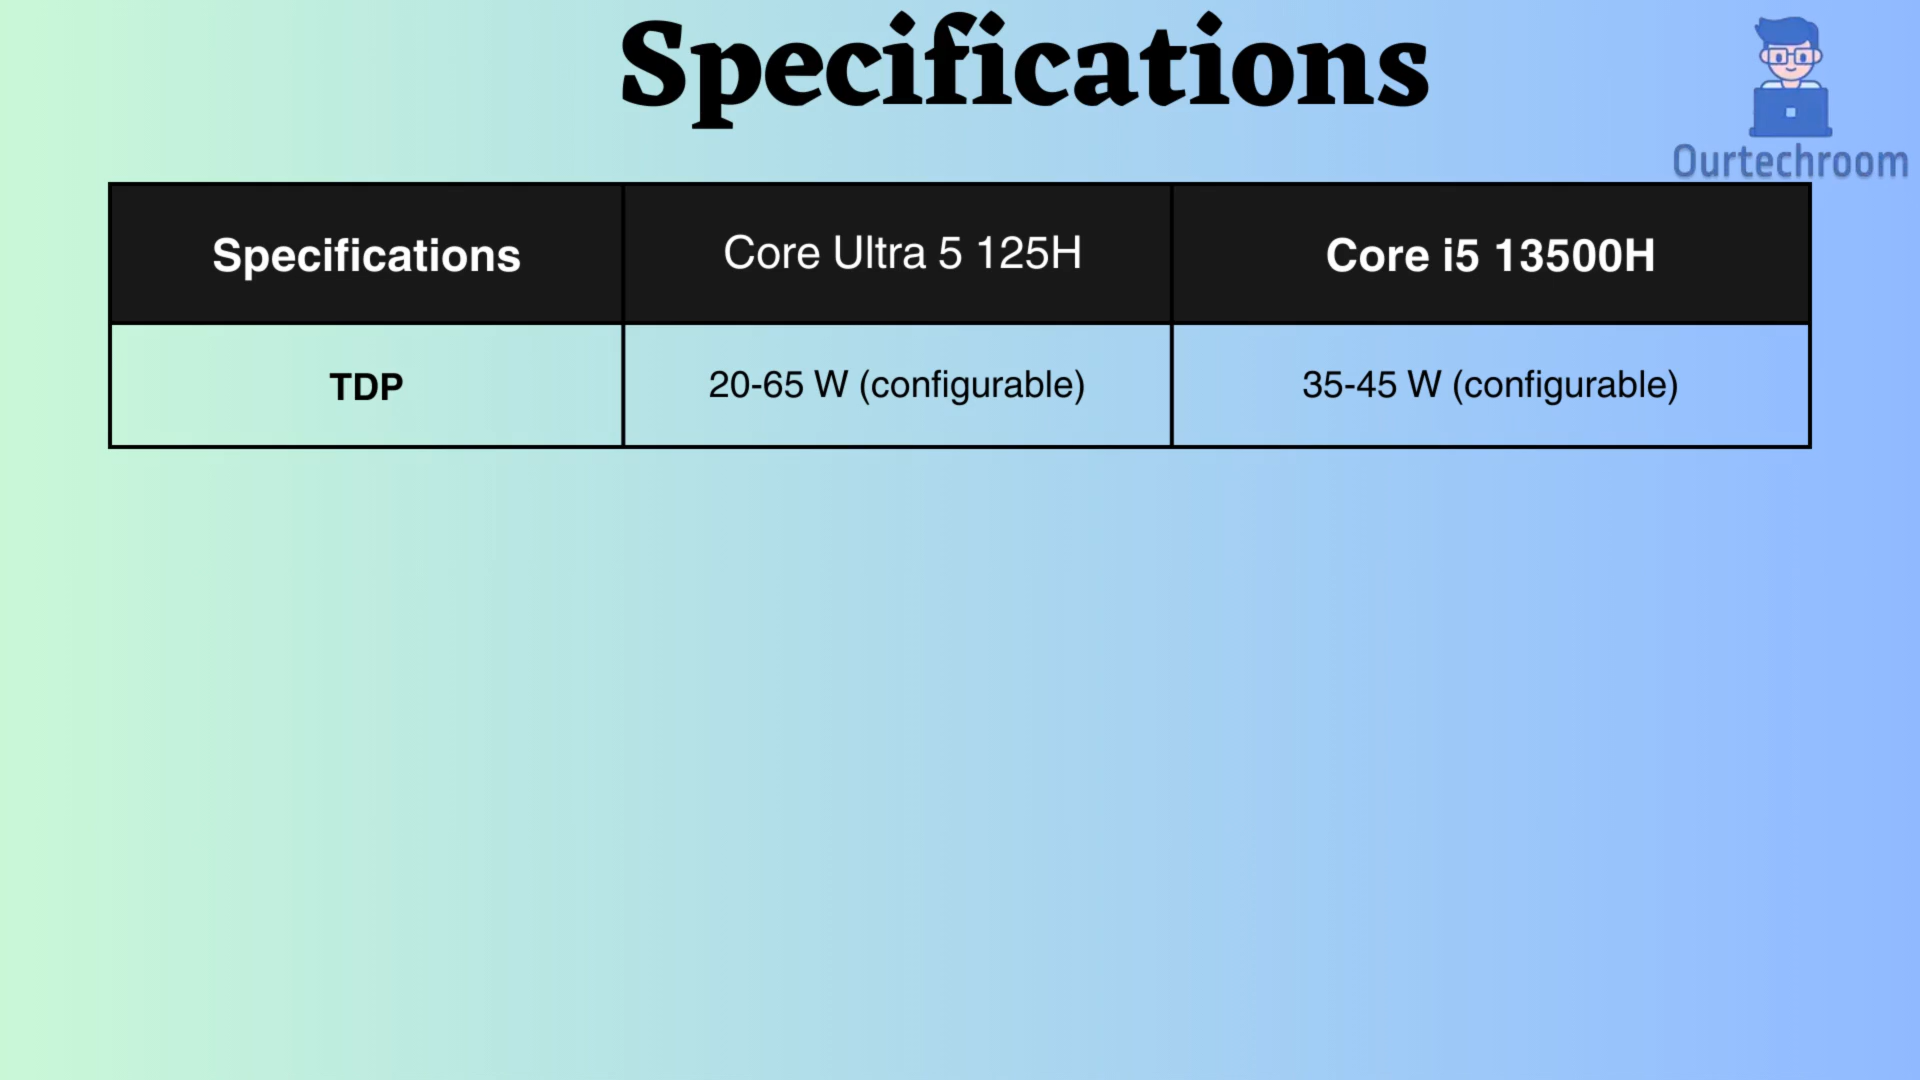 Specifications
Ourtechroom
Specifications Core Ultra 5 125H Core i5 13500H
TDP 20-65 W (configurable) 35-45 W (configurable)